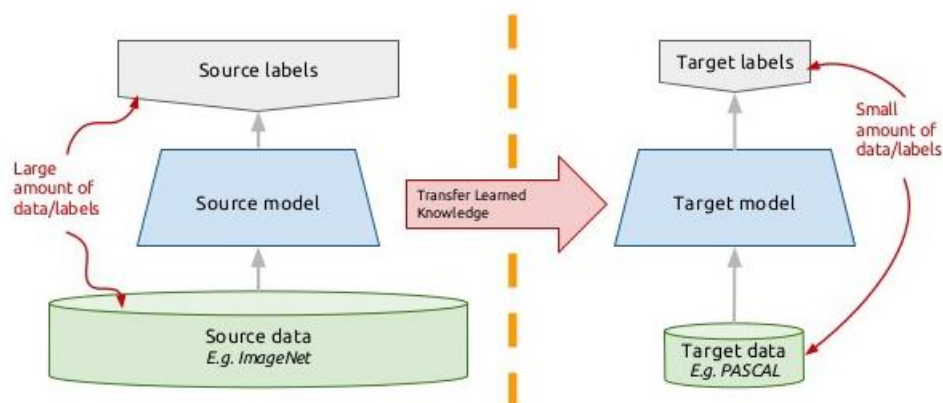 Source labels
Large
amount of
data/labels
Source model
Source data
E.g. ImageNet
Transfer Learned
Knowledge
Target labels
Small
amount of
data/labels
Target model
Target data
E.g. PASCAL